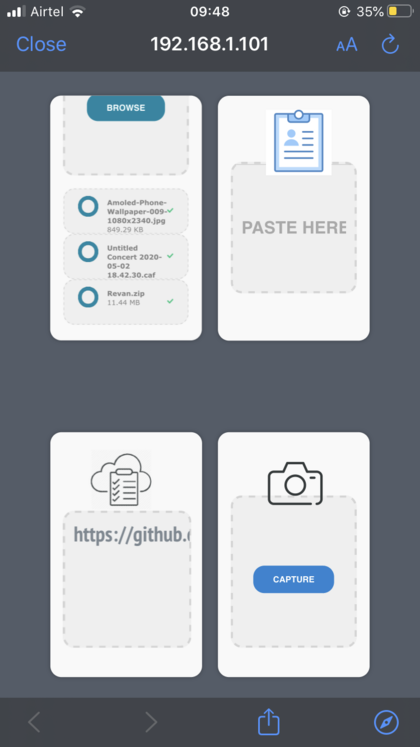 Airtel 09:48 35%
Close 192.168.1.101 AA
BROWSE
Amoled-Phone-
Wallpaper-009-
1080x2340.jpg
849.29 KB
Untitled
Concert 2020-
05-02
18.42.30.caf
Revan.zip
11.44 MB
PASTE HERE
https://github.
CAPTURE